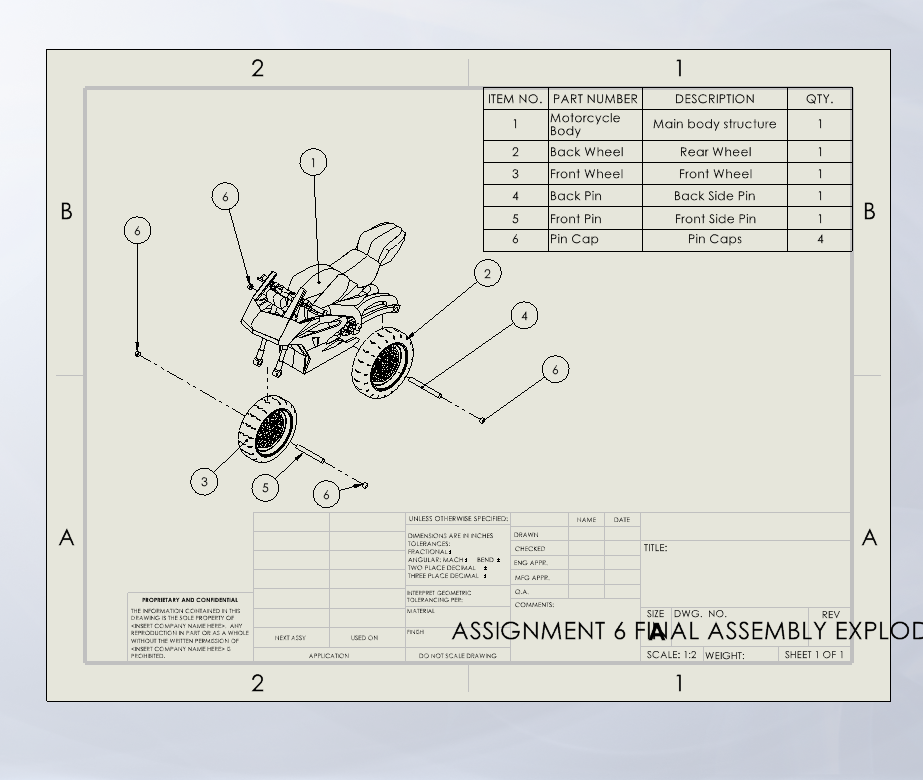 2 1
ITEM NO. PART NUMBER DESCRIPTION QTY.
1 Motorcycle Body Main body structure 1
2 Back Wheel Rear Wheel 1
3 Front Wheel Front Wheel 1
4 Back Pin Back Side Pin 1
5 Front Pin Front Side Pin 1
6 Pin Cap Pin Caps 4
1
6
6
B B
2
4
6
3
5
6
A A
UNLESS OTHERWISE SPECIFIED:
DIMENSIONS ARE IN INCHES
TOLERANCES:
FRACTIONAL ±
ANGULAR: MACH ± BEND ±
TWO PLACE DECIMAL ±
THREE PLACE DECIMAL ±
INTERPRET GEOMETRIC
TOLERANCING PER:
MATERIAL
FINISH
DO NOT SCALE DRAWING
NAME DATE
DRAWN
CHECKED
ENG APPR.
MFG APPR.
Q.A.
COMMENTS:
TITLE:
SIZE DWG. NO. REV
A
ASSIGNMENT 6 FINAL ASSEMBLY EXPLOD
SCALE: 1:2 WEIGHT: SHEET 1 OF 1
PROPRIETARY AND CONFIDENTIAL
THE INFORMATION CONTAINED IN THIS
DRAWING IS THE SOLE PROPERTY OF
<INSERT COMPANY NAME HERE>. ANY
REPRODUCTION IN PART OR AS A WHOLE
WITHOUT THE WRITTEN PERMISSION OF
<INSERT COMPANY NAME HERE> IS
PROHIBITED.
NEXT ASSY USED ON
APPLICATION
2 1